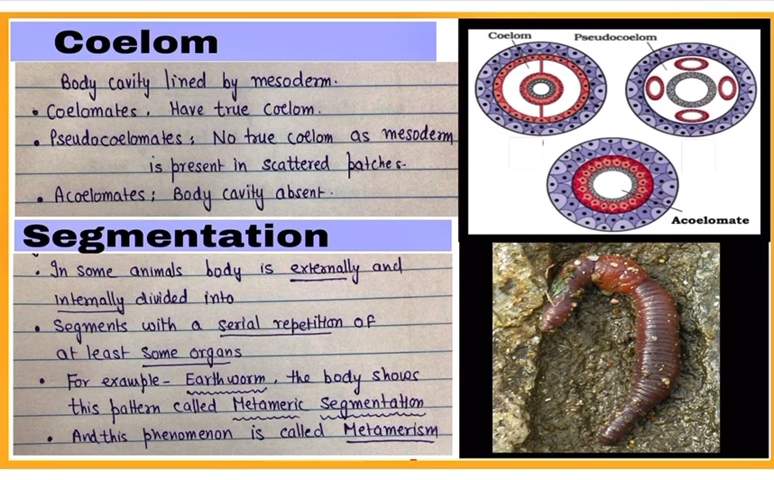 Coelom
Body cavity lined by mesoderm.
• Coelomates. Have true coelom.
• Pseudocoelomates; No true coelom as mesoderm
is present in scattered patches.
• Acoelomates; Body cavity absent.
Segmentation
• In some animals body is externally and
internally divided into
• Segments with a serial repetition of
at least some organs
• For example - Earthworm, the body shows
this pattern called Metameric Segmentation
• And this phenomenon is called Metamerism
Coelom
Pseudocoelom
Acoelomate